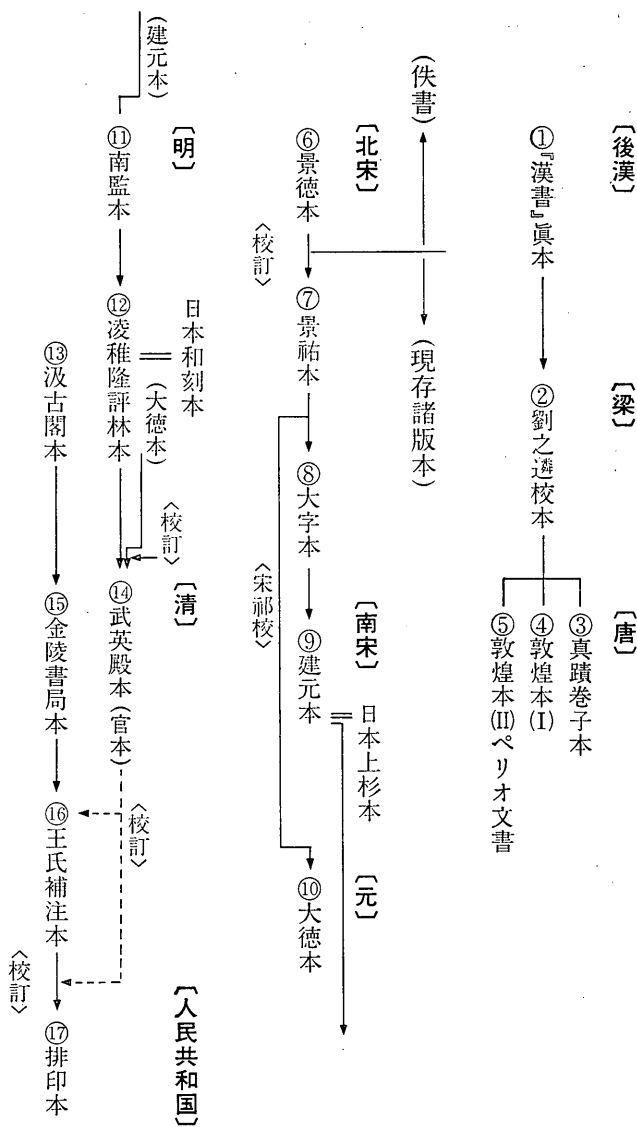 〔後漢〕
①『漢書』眞本
〔梁〕
②劉之遴校本
〔唐〕
③真蹟巻子本
④敦煌本(I)
⑤敦煌本(II)ペリオ文書
(佚書)
(現存諸版本)
〔北宋〕
⑥景徳本
〈校訂〉
⑦景祐本
⑧大字本
〈宋祁校〉
〔南宋〕
⑨建元本
日本上杉本
〔元〕
⑩大徳本
(建元本)
〔明〕
⑪南監本
⑫凌稚隆評林本
日本和刻本
(大徳本)
〈校訂〉
⑬汲古閣本
〔清〕
⑭武英殿本(官本)
⑮金陵書局本
〈校訂〉
⑯王氏補注本
〈校訂〉
〔人民共和国〕
⑰排印本